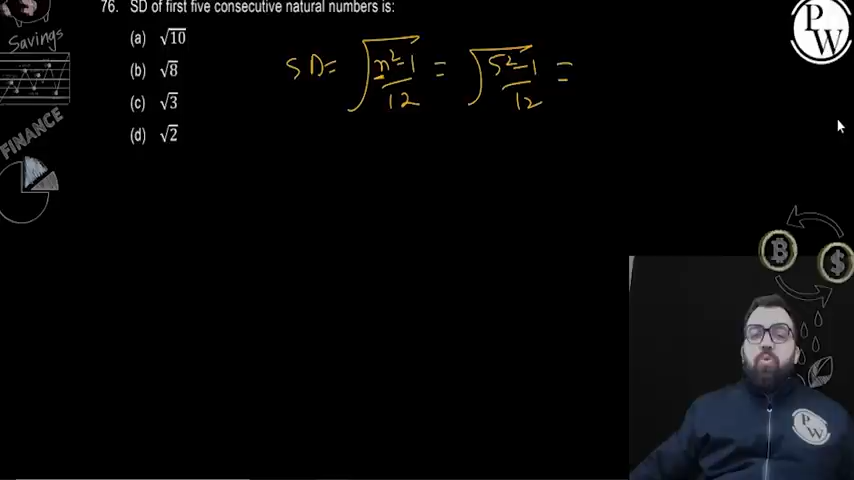 76. SD of first five consecutive natural numbers is:
(a) √10
(b) √8
(c) √3
(d) √2
SD = √(n²-1/12) = √(5²-1/12) =
Savings
FINANCE
PW
B
$
PW